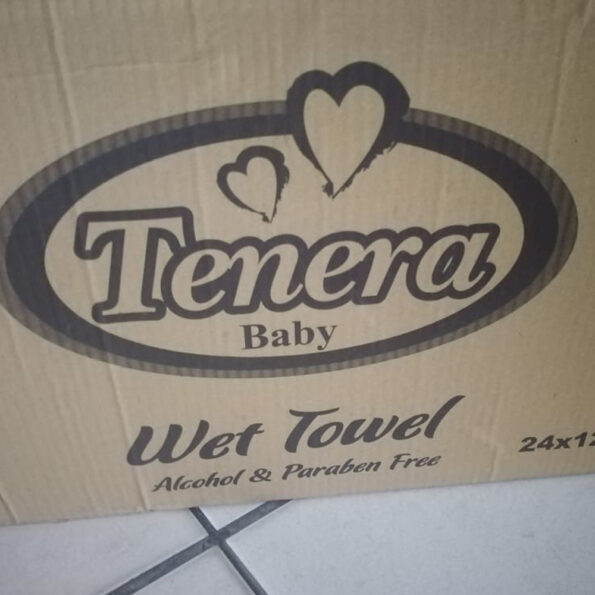 Tenera
Baby
Wet Towel
Alcohol & Paraben Free